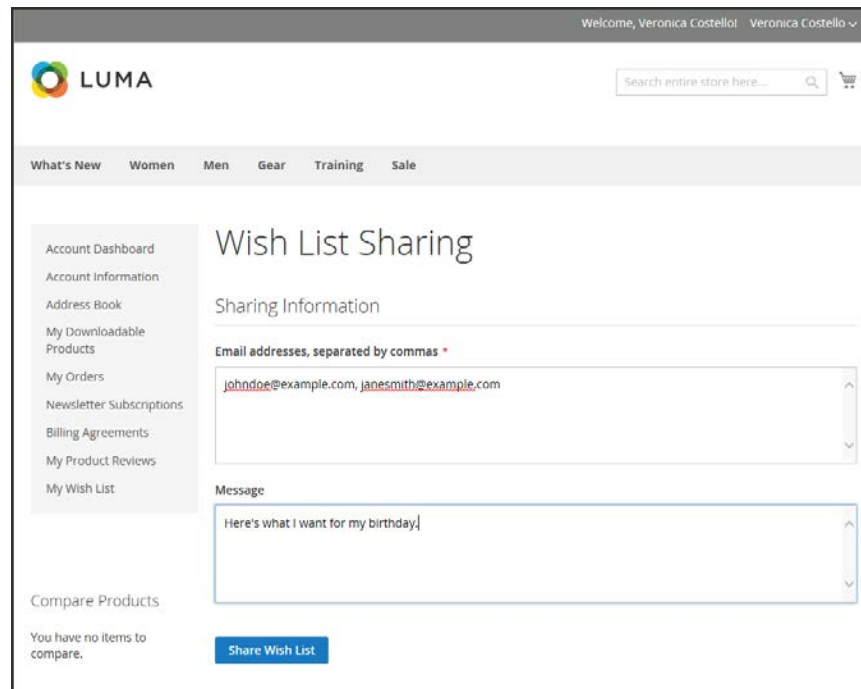 Welcome, Veronica Costello! Veronica Costello
LUMA
Search entire store here...
What's New Women Men Gear Training Sale
Account Dashboard
Account Information
Address Book
My Downloadable
Products
My Orders
Newsletter Subscriptions
Billing Agreements
My Product Reviews
My Wish List
Compare Products
You have no items to
compare.
Wish List Sharing
Sharing Information
Email addresses, separated by commas *
johndoe@example.com, janesmith@example.com
Message
Here's what I want for my birthday.
Share Wish List